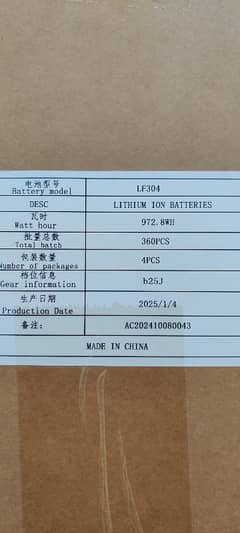 电池型号
Battery model
LF304
DESC
LITHIUM ION BATTERIES
瓦时
Watt hour
972.8WH
批量总数
Total batch
360PCS
包装数量
Number of packages
4PCS
档位信息
Gear information
b25J
生产日期
Production Date
2025/1/4
备注:
AC202410080043
MADE IN CHINA